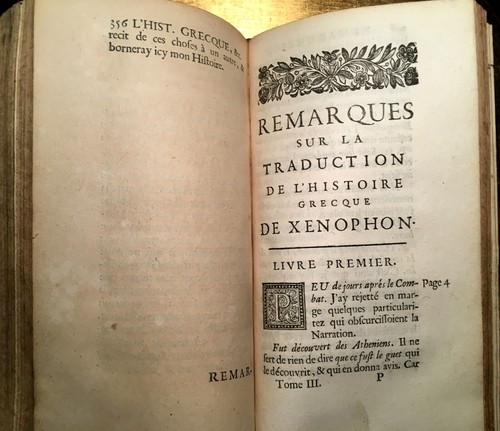 356 L'HIST. GRECQUE, &c.
recit de ces choses à un autre, &
borneray icy mon Histoire.
REMAR-
REMARQUES
SUR LA
TRADUCTION
DE L'HISTOIRE
GRECQUE
DE XENOPHON.
LIVRE PREMIER.
PEU de jours aprés le Com- Page 4
bat. J'ay rejetté en mar-
ge quelques particulari-
tez qui obscurcissoient la
Narration.
Fut découvert des Atheniens. Il ne
sert de rien de dire que ce fust le guet qui
le découvrit, & qui en donna avis. Car
Tome III. P